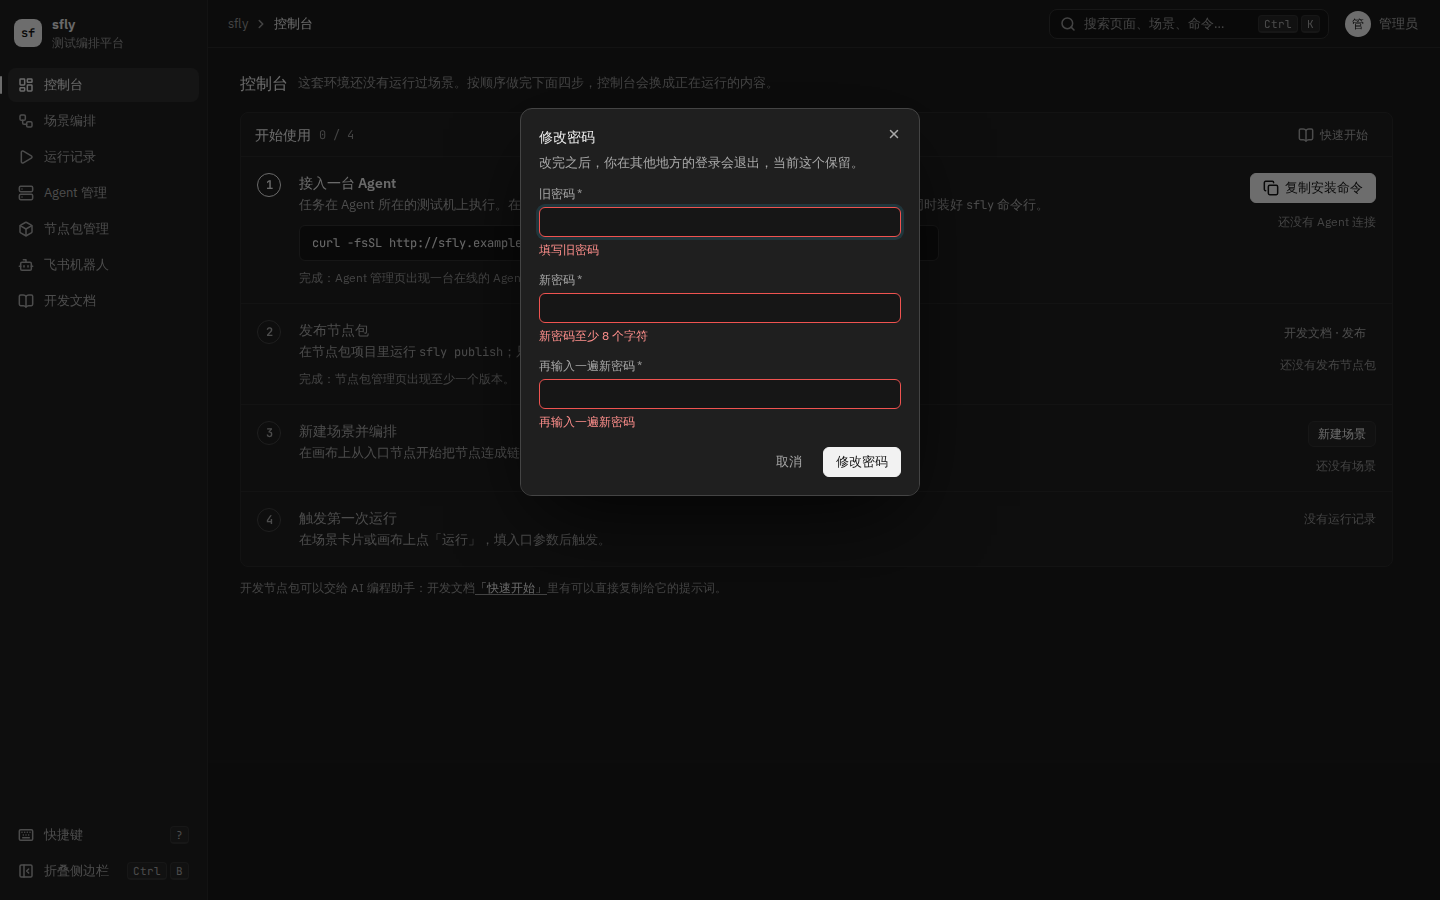 sf
sfly
测试编排平台
控制台
场景编排
运行记录
Agent 管理
节点包管理
飞书机器人
开发文档
快捷键 ?
折叠侧边栏 Ctrl B
sfly > 控制台
搜索页面、场景、命令... Ctrl K
管 管理员
控制台 这套环境还没有运行过场景。按顺序做完下面四步，控制台会换成正在运行的内容。
开始使用 0 / 4
快速开始
1 接入一台 Agent
任务在 Agent 所在的测试机上执行。在
时装好 sfly 命令行。
curl -fsSL http://sfly.example
完成：Agent 管理页出现一台在线的 Agen
复制安装命令
还没有 Agent 连接
2 发布节点包
在节点包项目里运行 sfly publish；
完成：节点包管理页出现至少一个版本。
开发文档 · 发布
还没有发布节点包
3 新建场景并编排
在画布上从入口节点开始把节点连成链
新建场景
还没有场景
4 触发第一次运行
在场景卡片或画布上点「运行」，填入口参数后触发。
没有运行记录
开发节点包可以交给 AI 编程助手：开发文档「快速开始」里有可以直接复制给它的提示词。
修改密码
改完之后，你在其他地方的登录会退出，当前这个保留。
旧密码 *
填写旧密码
新密码 *
新密码至少 8 个字符
再输入一遍新密码 *
再输入一遍新密码
取消
修改密码